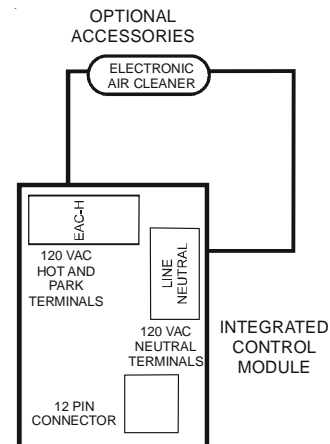 OPTIONAL
ACCESSORIES
ELECTRONIC
AIR CLEANER
EAC-H
120 VAC
HOT AND
PARK
TERMINALS
LINE
NEUTRAL
120 VAC
NEUTRAL
TERMINALS
INTEGRATED
CONTROL
MODULE
12 PIN
CONNECTOR